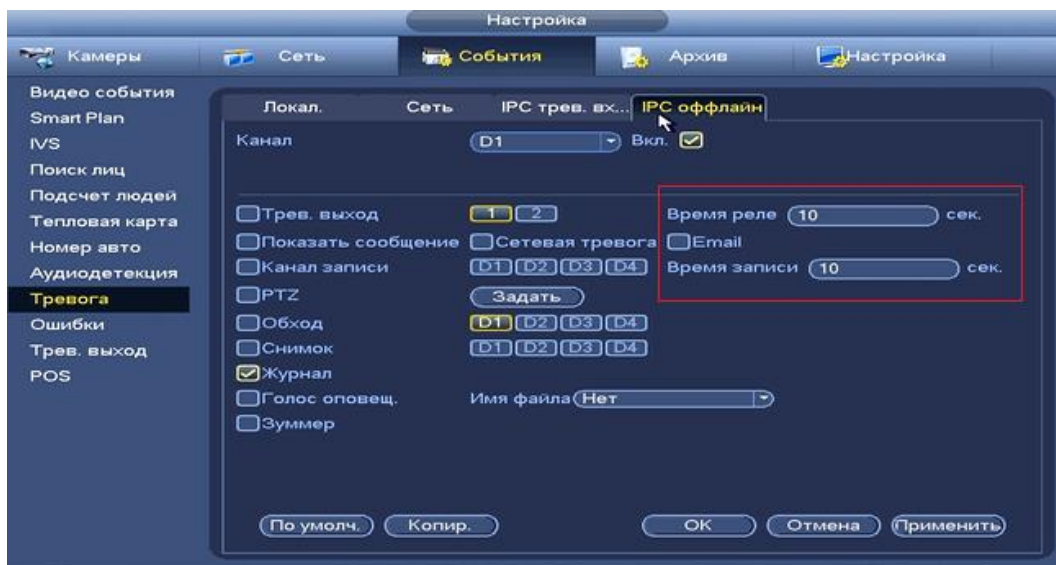 Настройка
Камеры Сеть События Архив Настройка
Видео события
Smart Plan
IVS
Поиск лиц
Подсчет людей
Тепловая карта
Номер авто
Аудиодетекция
Тревога
Ошибки
Трев. выход
POS
Локал. Сеть IPC трев. вх... IPC оффлайн
Канал D1 Вкл.
Трев. выход 1 2 Время реле 10 сек.
Показать сообщение Сетевая тревога Email
Канал записи D1 D2 D3 D4 Время записи 10 сек.
PTZ Задать
Обход D1 D2 D3 D4
Снимок D1 D2 D3 D4
Журнал
Голос оповещ. Имя файла Нет
Зуммер
По умолч. Копир. OK Отмена Применить